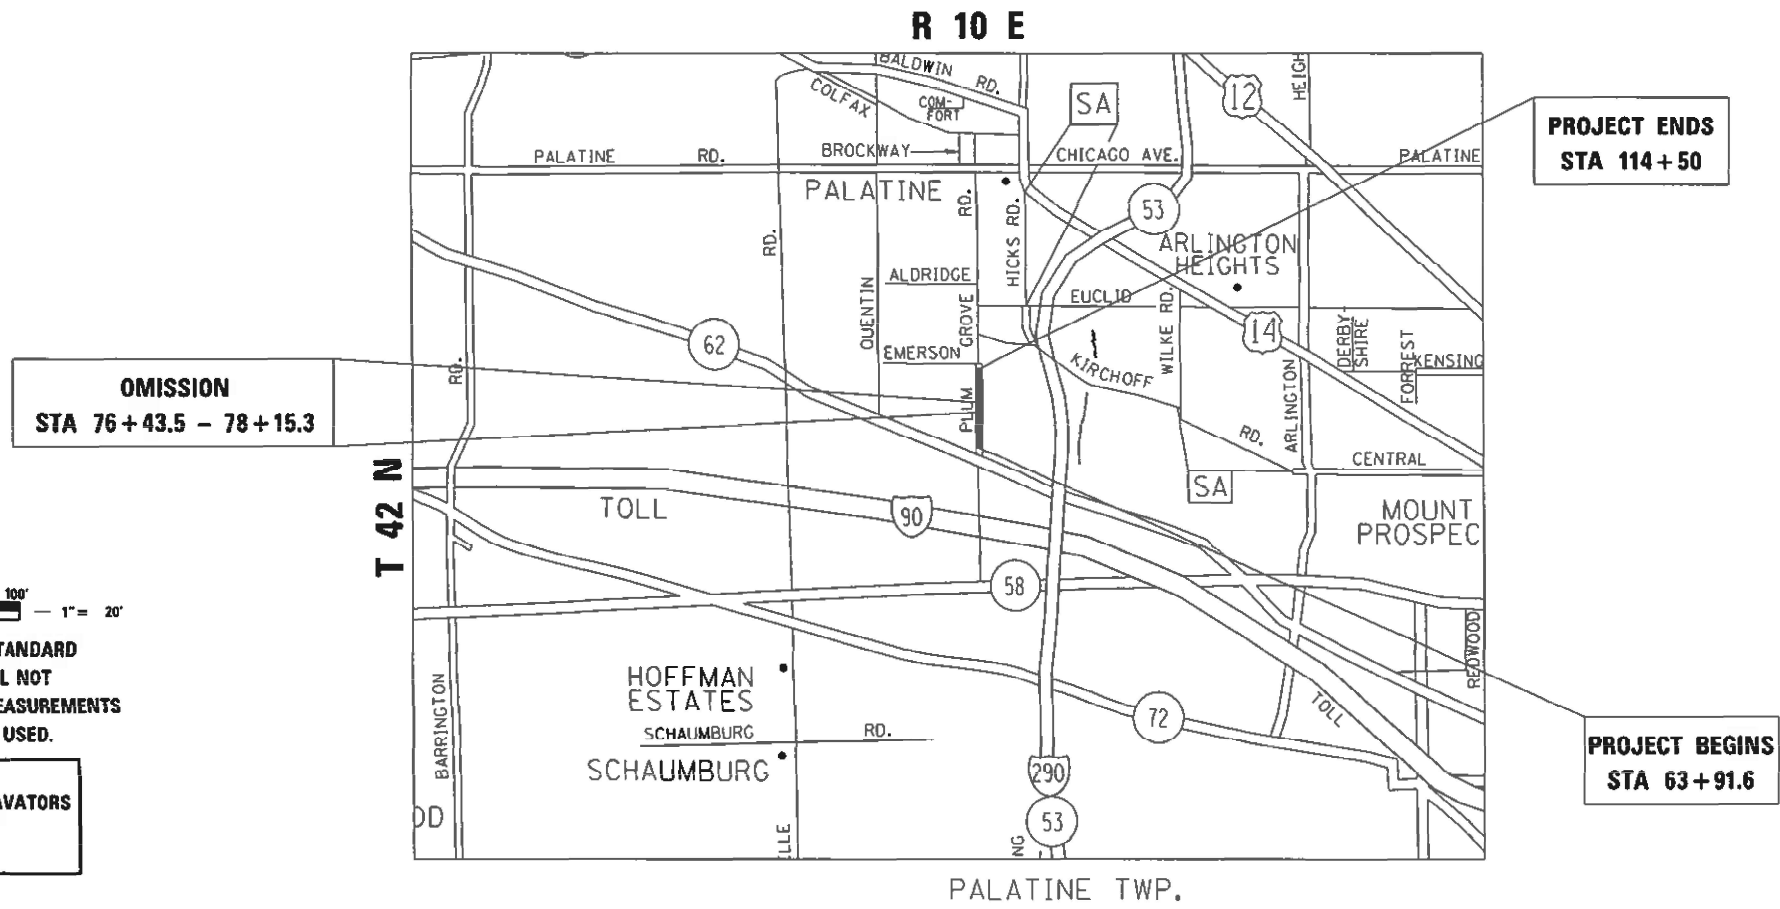 R 10 E
BALDWIN RD.
COLFAX
COM-
FORT
SA
12
HEIGH
PROJECT ENDS
STA 114+50
PALATINE RD.
BROCKWAY
CHICAGO AVE.
PALATINE
PALATINE
RD.
HICKS RD.
53
RD.
ARLINGTON
HEIGHTS
ALDRIDGE
QUENTIN
EUCLID
WILKE RD.
GROVE
62
14
DERBY-
SHIRE
EMERSON
KIRCHOFF
FORREST
KENSING
OMISSION
STA 76+43.5 - 78+15.3
RD.
PLUM
ARLINGTON
RD.
CENTRAL
T 42 N
SA
TOLL
90
MOUNT
PROSPEC
58
100'
1"= 20'
TANDARD
L NOT
EASUREMENTS
USED.
REDWOOD
HOFFMAN
ESTATES
BARRINGTON
TOLL
72
SCHAUMBURG RD.
SCHAUMBURG
PROJECT BEGINS
STA 63+91.6
290
AVATORS
OD
53
LLE
NG
PALATINE TWP.